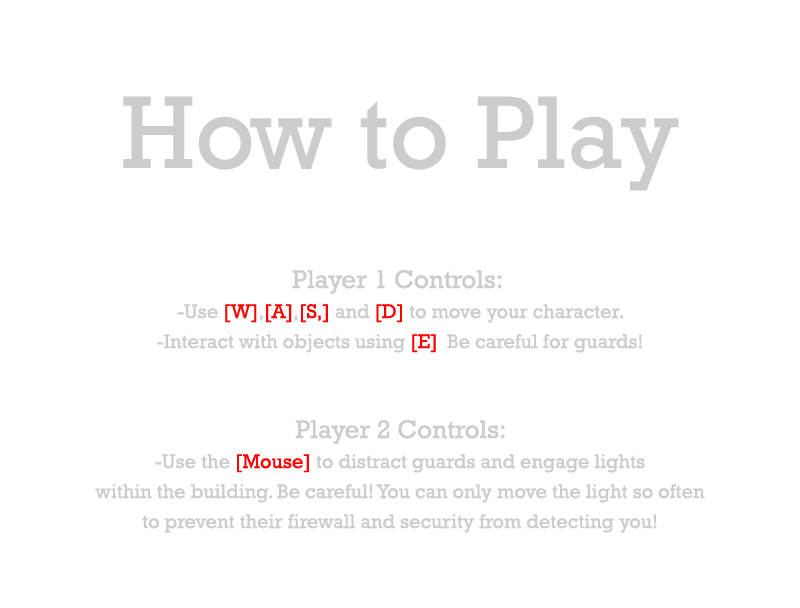 How to Play
Player 1 Controls:
-Use [W],[A],[S,] and [D] to move your character.
-Interact with objects using [E] Be careful for guards!
Player 2 Controls:
-Use the [Mouse] to distract guards and engage lights
within the building. Be careful! You can only move the light so often
to prevent their firewall and security from detecting you!